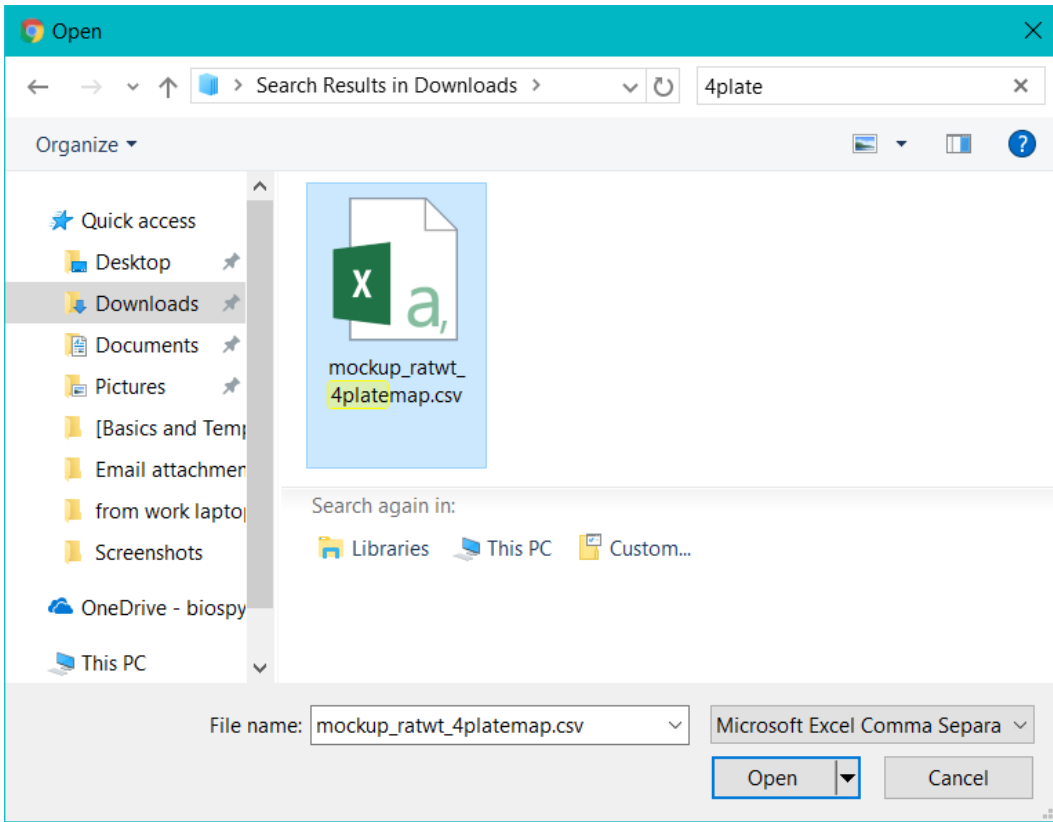 Open
Search Results in Downloads
4plate
Organize
Quick access
Desktop
Downloads
Documents
Pictures
[Basics and Temp
Email attachmen
from work laptop
Screenshots
OneDrive - biospy
This PC
X
a,
mockup_ratwt_
4platemap.csv
Search again in:
Libraries
This PC
Custom...
File name:
mockup_ratwt_4platemap.csv
Microsoft Excel Comma Separa
Open
Cancel